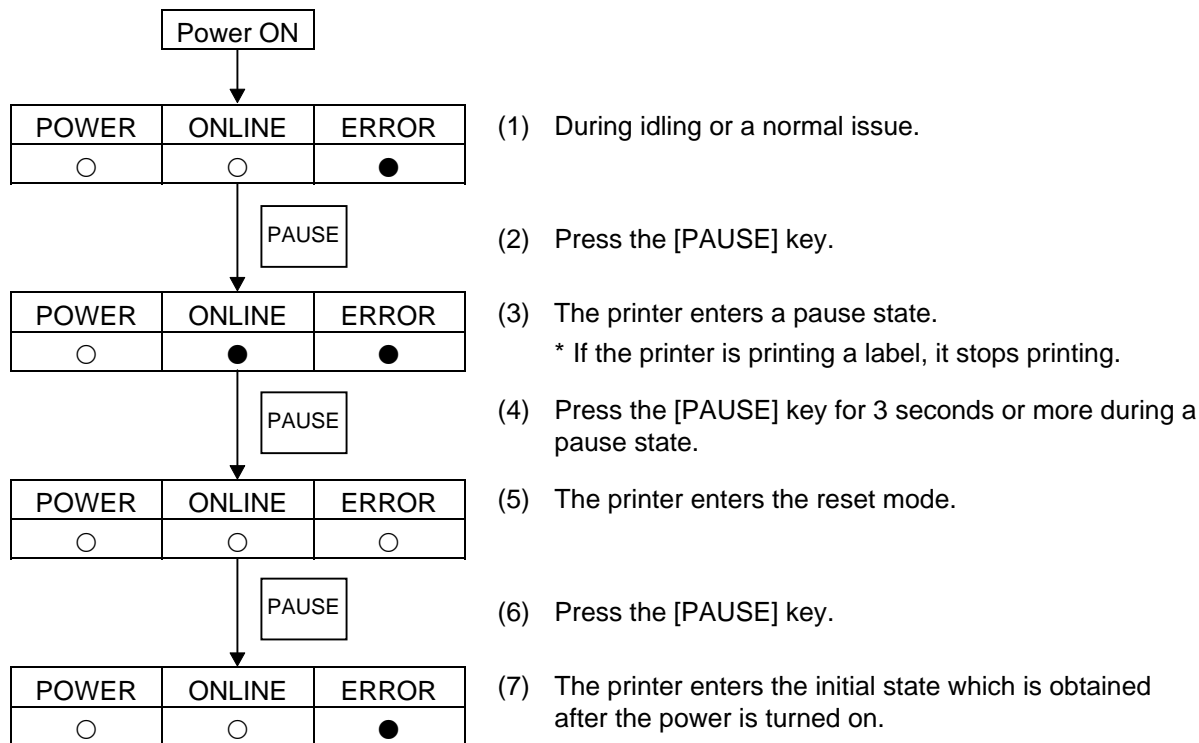 Power ON
POWER ONLINE ERROR
○ ○ ●
(1) During idling or a normal issue.
PAUSE
(2) Press the [PAUSE] key.
POWER ONLINE ERROR
○ ● ●
(3) The printer enters a pause state.
* If the printer is printing a label, it stops printing.
PAUSE
(4) Press the [PAUSE] key for 3 seconds or more during a
pause state.
POWER ONLINE ERROR
○ ○ ○
(5) The printer enters the reset mode.
PAUSE
(6) Press the [PAUSE] key.
POWER ONLINE ERROR
○ ○ ●
(7) The printer enters the initial state which is obtained
after the power is turned on.